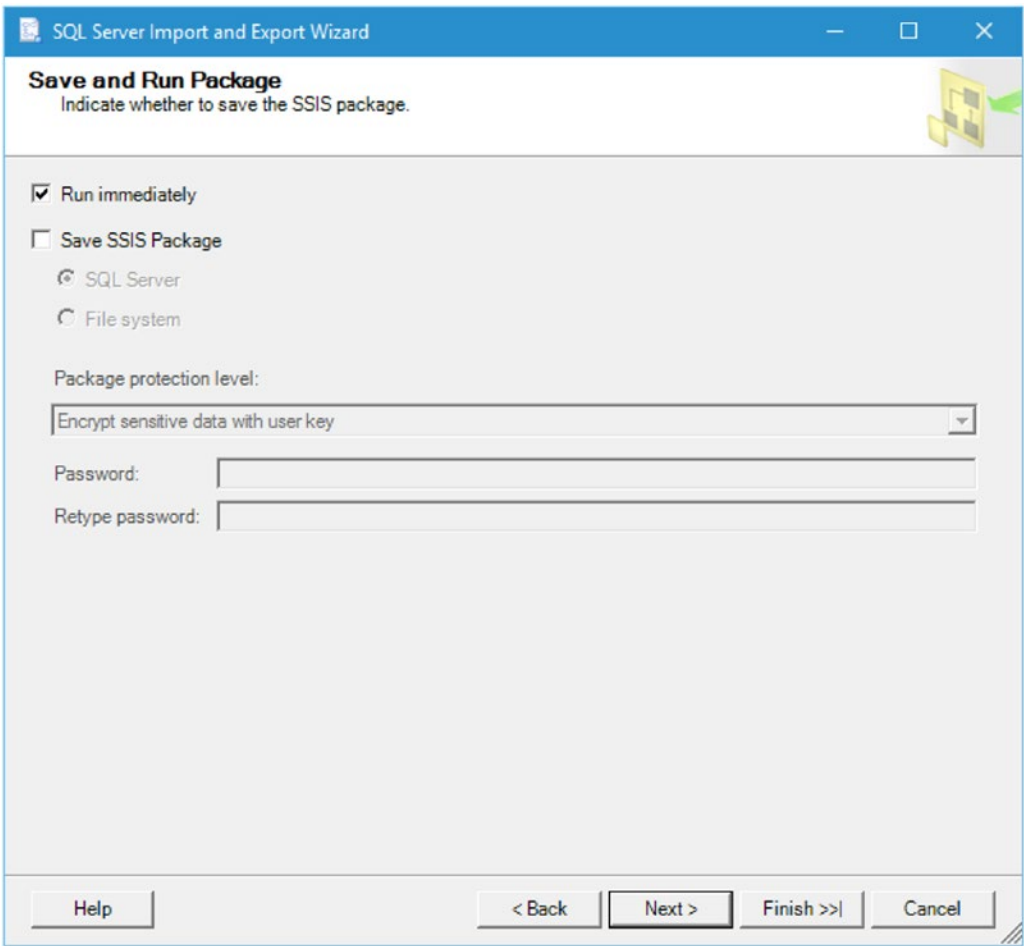 SQL Server Import and Export Wizard
Save and Run Package
Indicate whether to save the SSIS package.
Run immediately
Save SSIS Package
SQL Server
File system
Package protection level:
Encrypt sensitive data with user key
Password:
Retype password:
Help
< Back
Next >
Finish >>|
Cancel